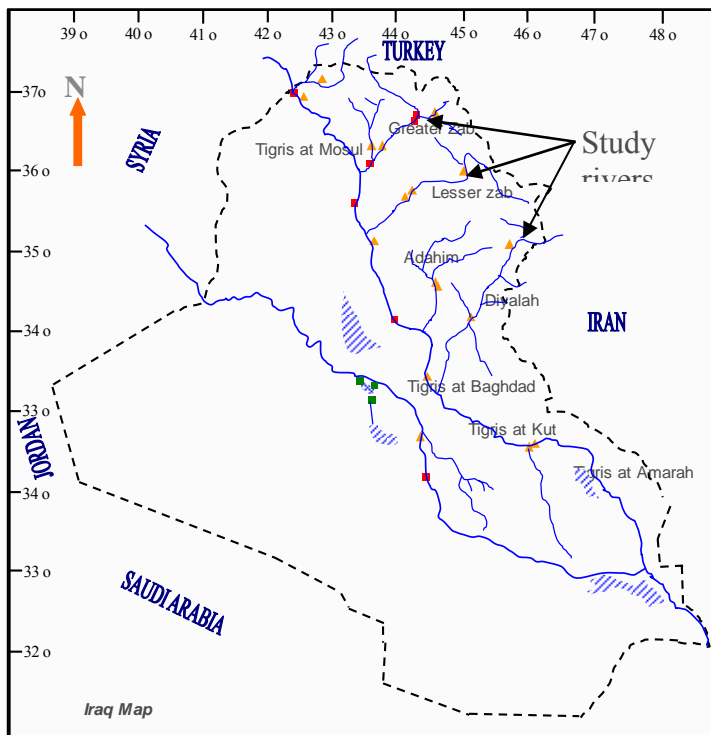 39 o 40 o 41 o 42 o 43 o 44 o 45 o 46 o 47 o 48 o
TURKEY
37o
N
Greater zab
Tigris at Mosul
Study
rivers
SYRIA
36 o
Lesser zab
35 o
Adahim
Diyalah
IRAN
34 o
Tigris at Baghdad
33 o
Tigris at Kut
JORDAN
Tigris at Amarah
34 o
33 o
SAUDI ARABIA
32 o
Iraq Map